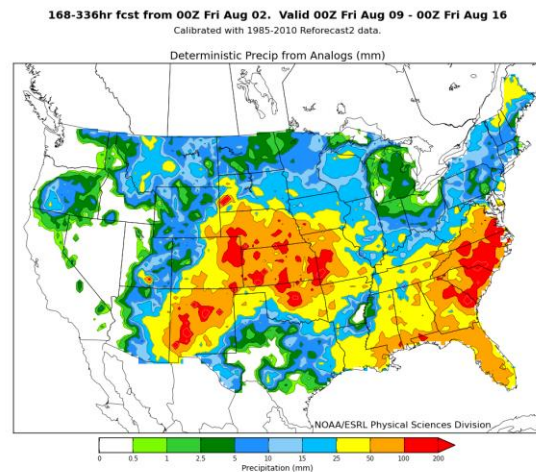 168-336hr fcst from 00Z Fri Aug 02.  Valid 00Z Fri Aug 09 - 00Z Fri Aug 16
Calibrated with 1985-2010 Reforecast2 data.
Deterministic Precip from Analogs (mm)
NOAA/ESRL Physical Sciences Division
0 0.5 1 2.5 5 10 15 25 50 100 200
Precipitation (mm)